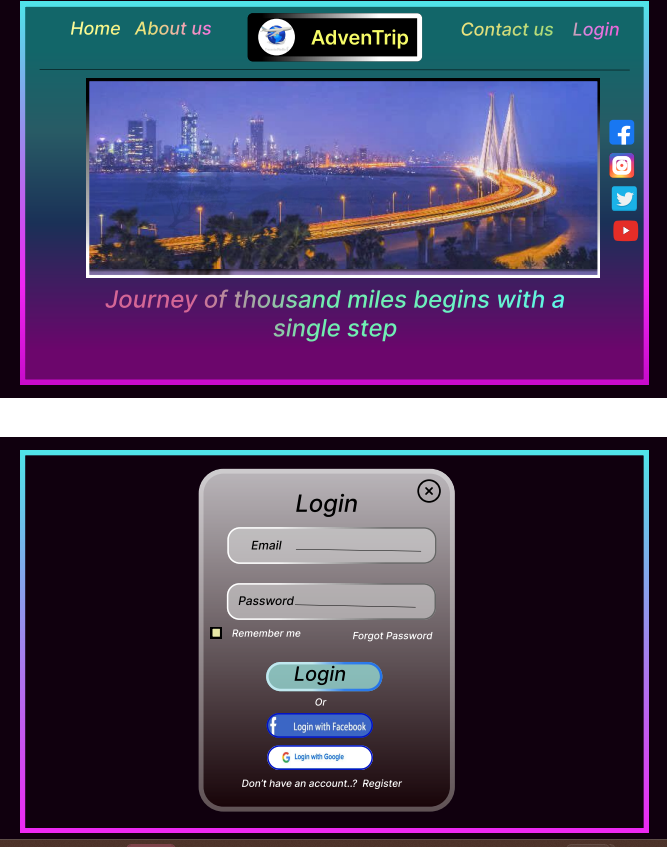 Home About us AdvenTrip Contact us Login
Journey of thousand miles begins with a
single step
Login
Email
Password
Remember me Forgot Password
Login
Or
Login with Facebook
Login with Google
Don't have an account..? Register